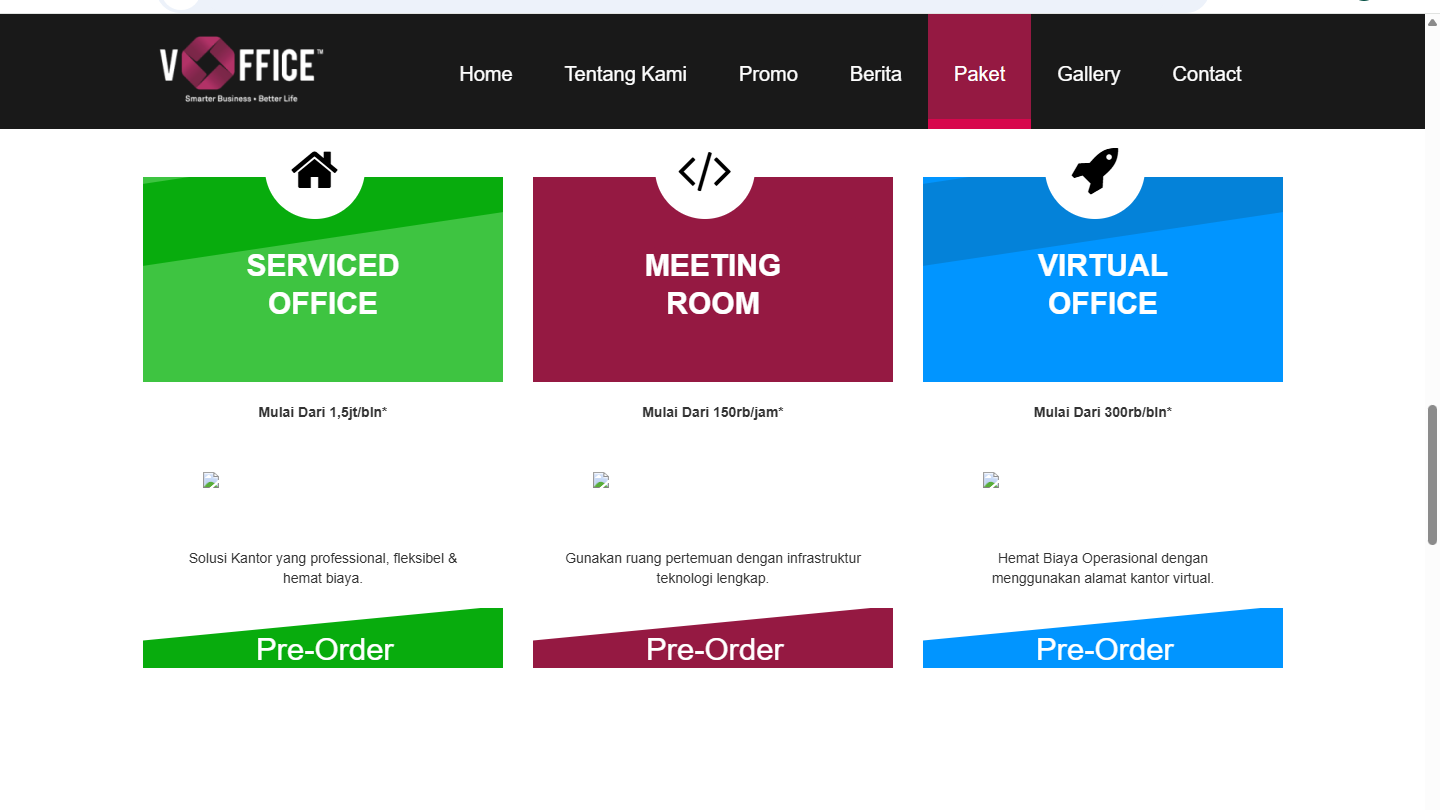 V FFICE™
Smarter Business • Better Life
Home
Tentang Kami
Promo
Berita
Paket
Gallery
Contact
SERVICED
OFFICE
Mulai Dari 1,5jt/bln*
Solusi Kantor yang professional, fleksibel &
hemat biaya.
Pre-Order
MEETING
ROOM
Mulai Dari 150rb/jam*
Gunakan ruang pertemuan dengan infrastruktur
teknologi lengkap.
Pre-Order
VIRTUAL
OFFICE
Mulai Dari 300rb/bln*
Hemat Biaya Operasional dengan
menggunakan alamat kantor virtual.
Pre-Order